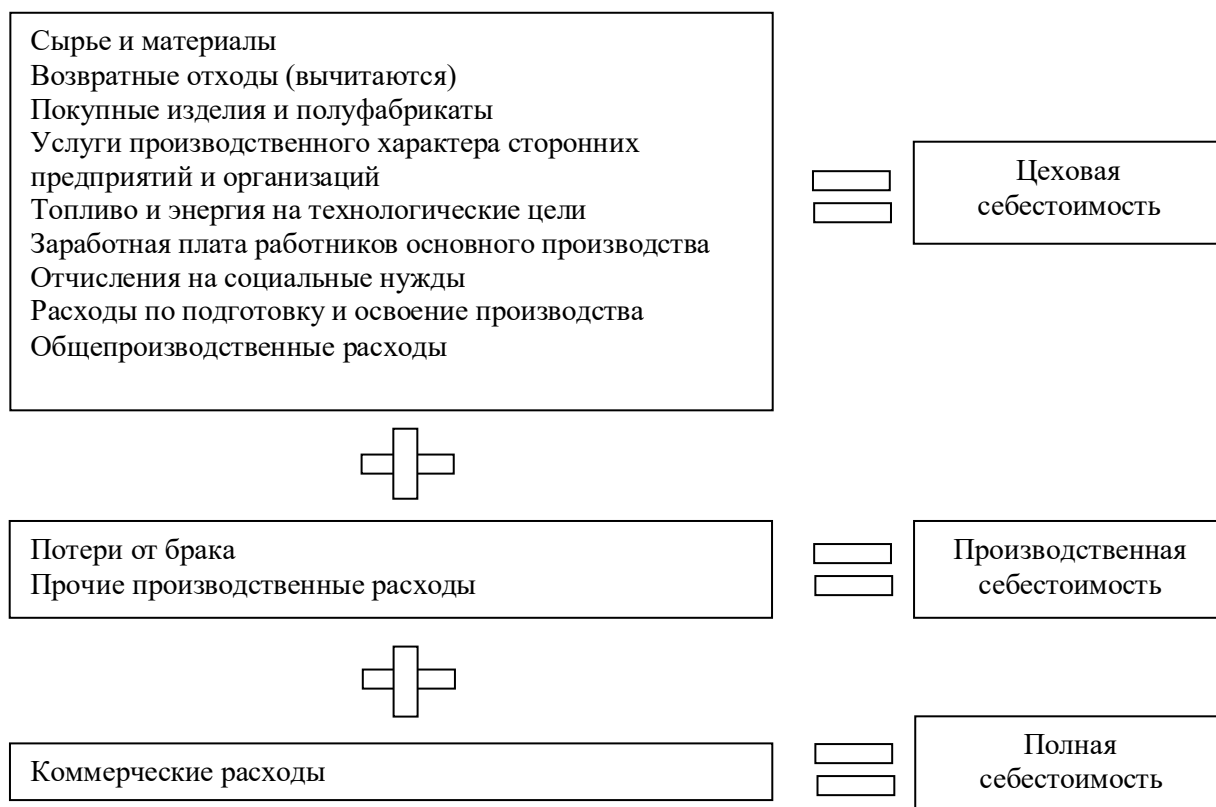 Сырье и материалы
Возвратные отходы (вычитаются)
Покупные изделия и полуфабрикаты
Услуги производственного характера сторонних
предприятий и организаций
Топливо и энергия на технологические цели
Заработная плата работников основного производства
Отчисления на социальные нужды
Расходы по подготовку и освоение производства
Общепроизводственные расходы
Цеховая
себестоимость
Потери от брака
Прочие производственные расходы
Производственная
себестоимость
Коммерческие расходы
Полная
себестоимость